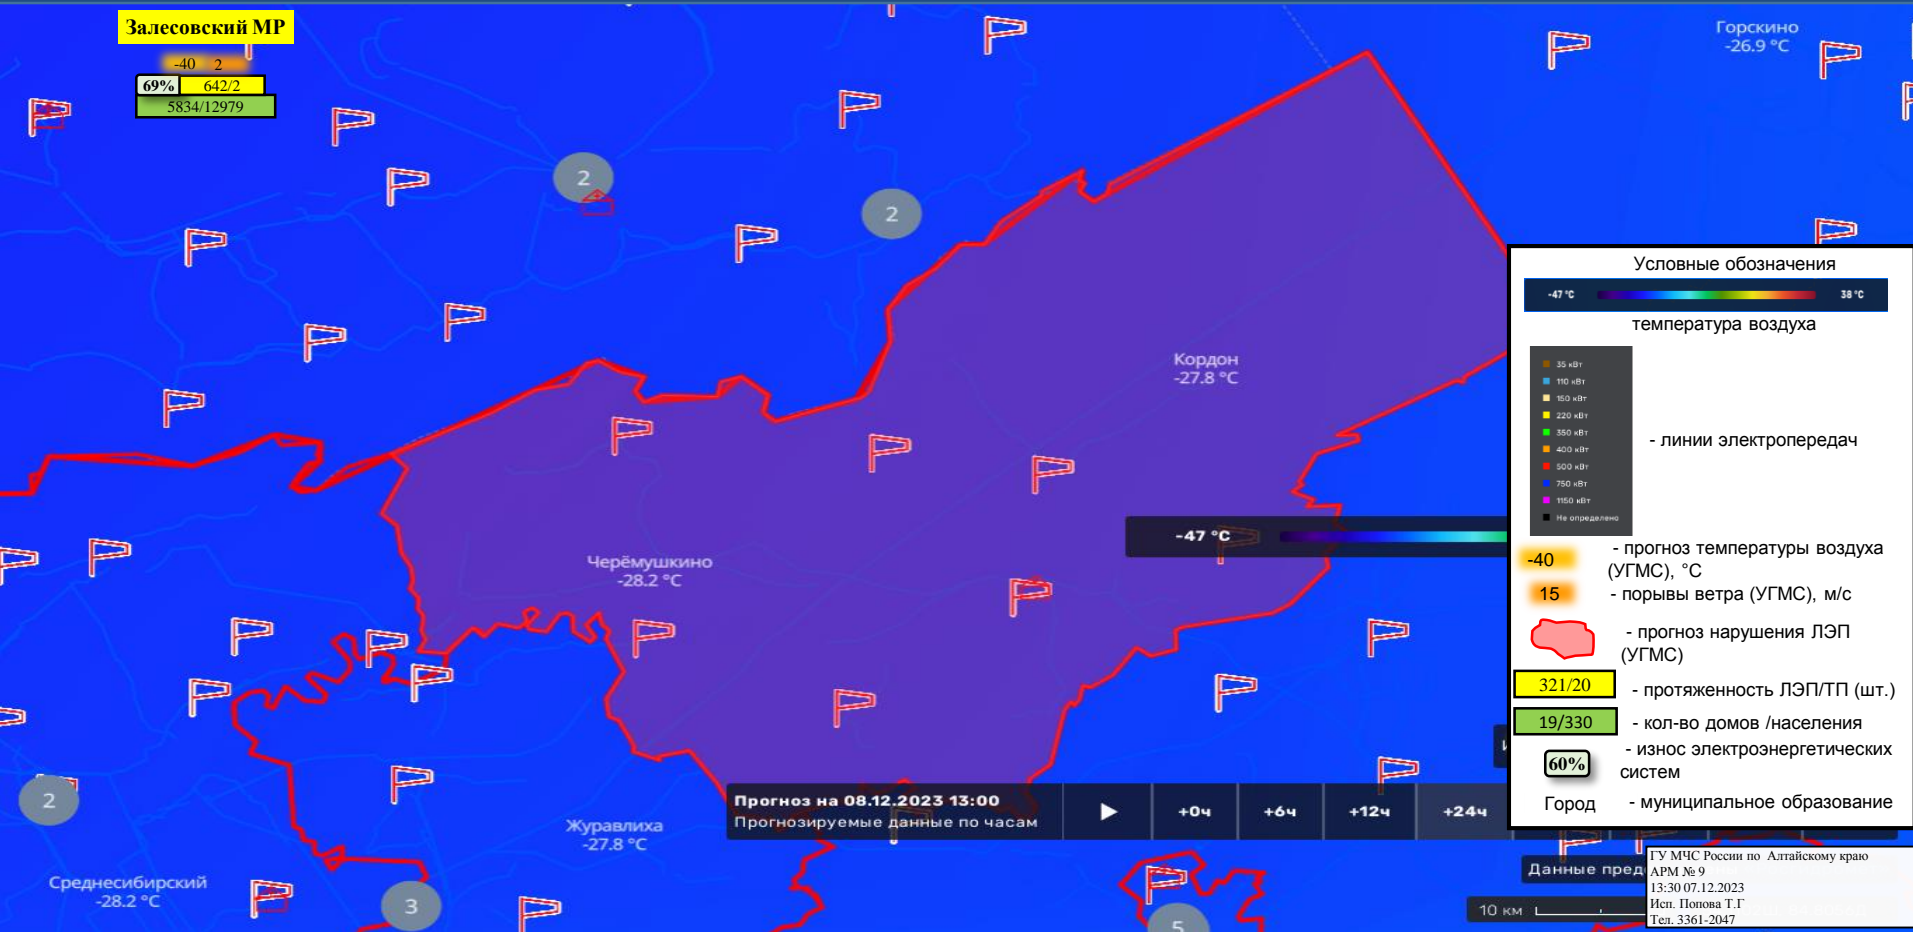 Залесовский МР
-40 2
69% 642/2
5834/12979
Горскино
-26.9 °C
2
2
Кордон
-27.8 °C
-47 °C
Черёмушкино
-28.2 °C
2
Журавлиха
-27.8 °C
Среднесибирский
-28.2 °C
3
5
Прогноз на 08.12.2023 13:00
Прогнозируемые данные по часам
+0ч +6ч +12ч +24ч
Данные пред
10 км
Условные обозначения
-47 °C 38 °C
температура воздуха
35 кВт
110 кВт
150 кВт
220 кВт
350 кВт
400 кВт
500 кВт
750 кВт
1150 кВт
Не определено
- линии электропередач
-40 - прогноз температуры воздуха
(УГМС), °С
15 - порывы ветра (УГМС), м/с
- прогноз нарушения ЛЭП
(УГМС)
321/20 - протяженность ЛЭП/ТП (шт.)
19/330 - кол-во домов /населения
60% - износ электроэнергетических
систем
Город - муниципальное образование
ГУ МЧС России по Алтайскому краю
АРМ № 9
13:30 07.12.2023
Исп. Попова Т.Г
Тел. 3361-2047